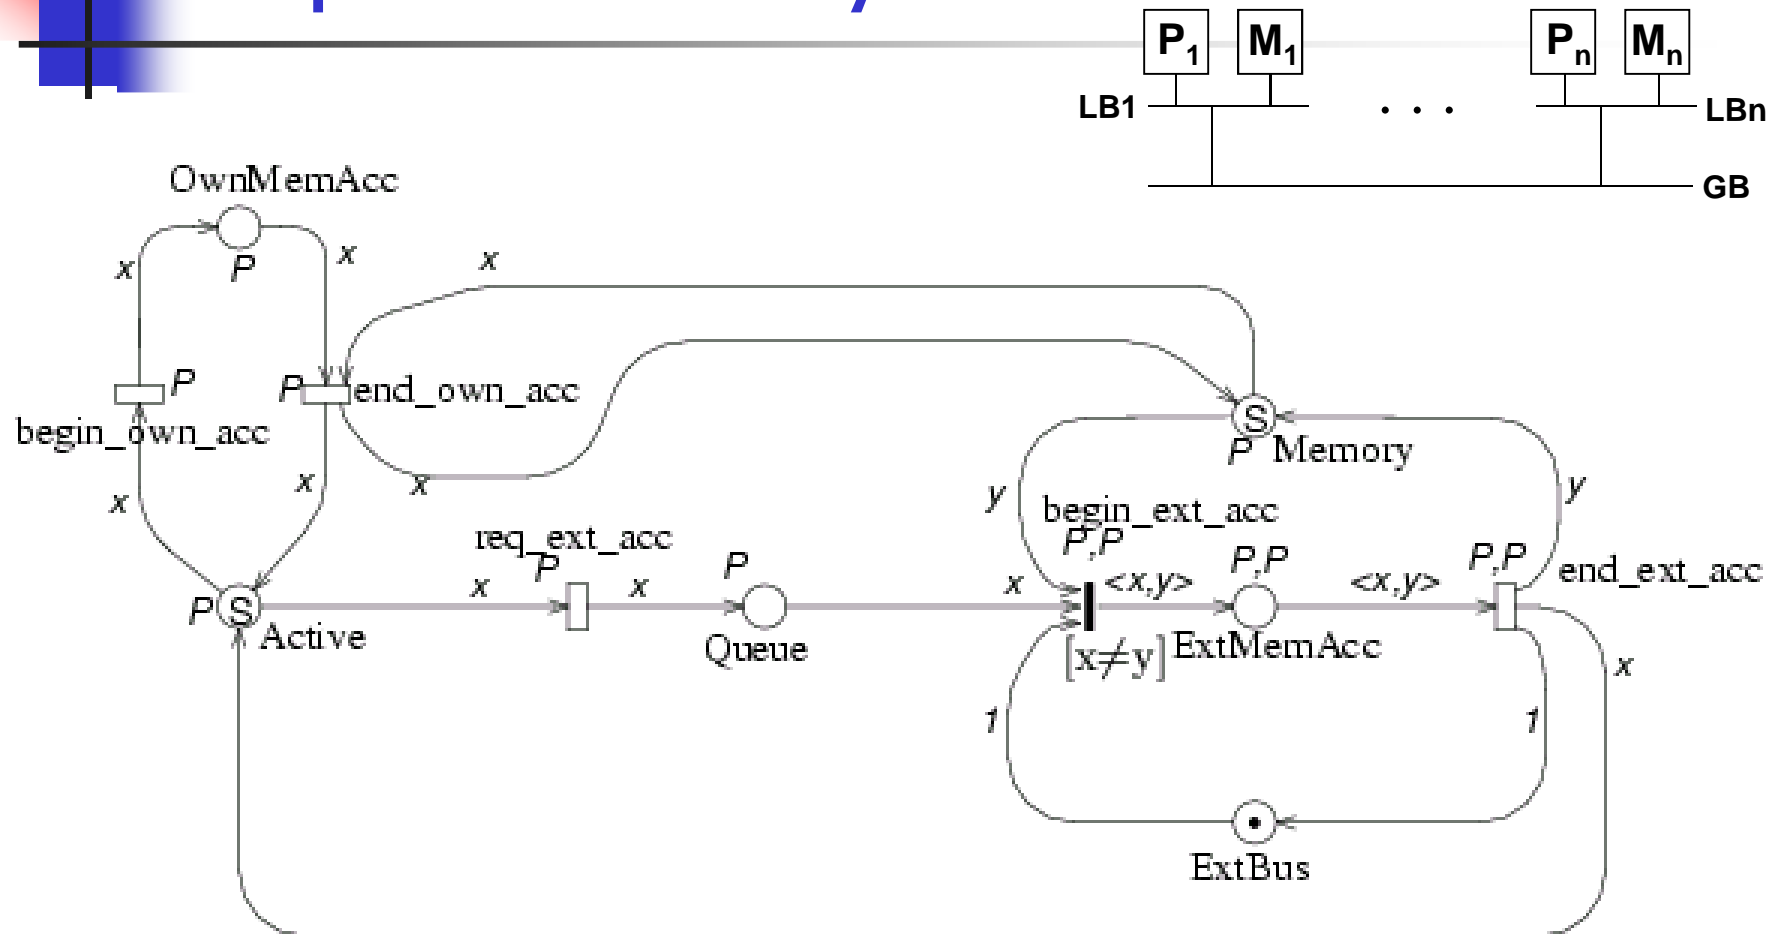 P1 M1 Pn Mn
LB1 . . . LBn
GB
OwnMemAcc
x P x
x
P P end_own_acc
begin_own_acc
S
P Memory
x x x
y y
begin_ext_acc
req_ext_acc P,P
P P P,P P,P end_ext_acc
x x x <x,y> <x,y>
P S
Active Queue [x≠y] ExtMemAcc
x
1 1
ExtBus